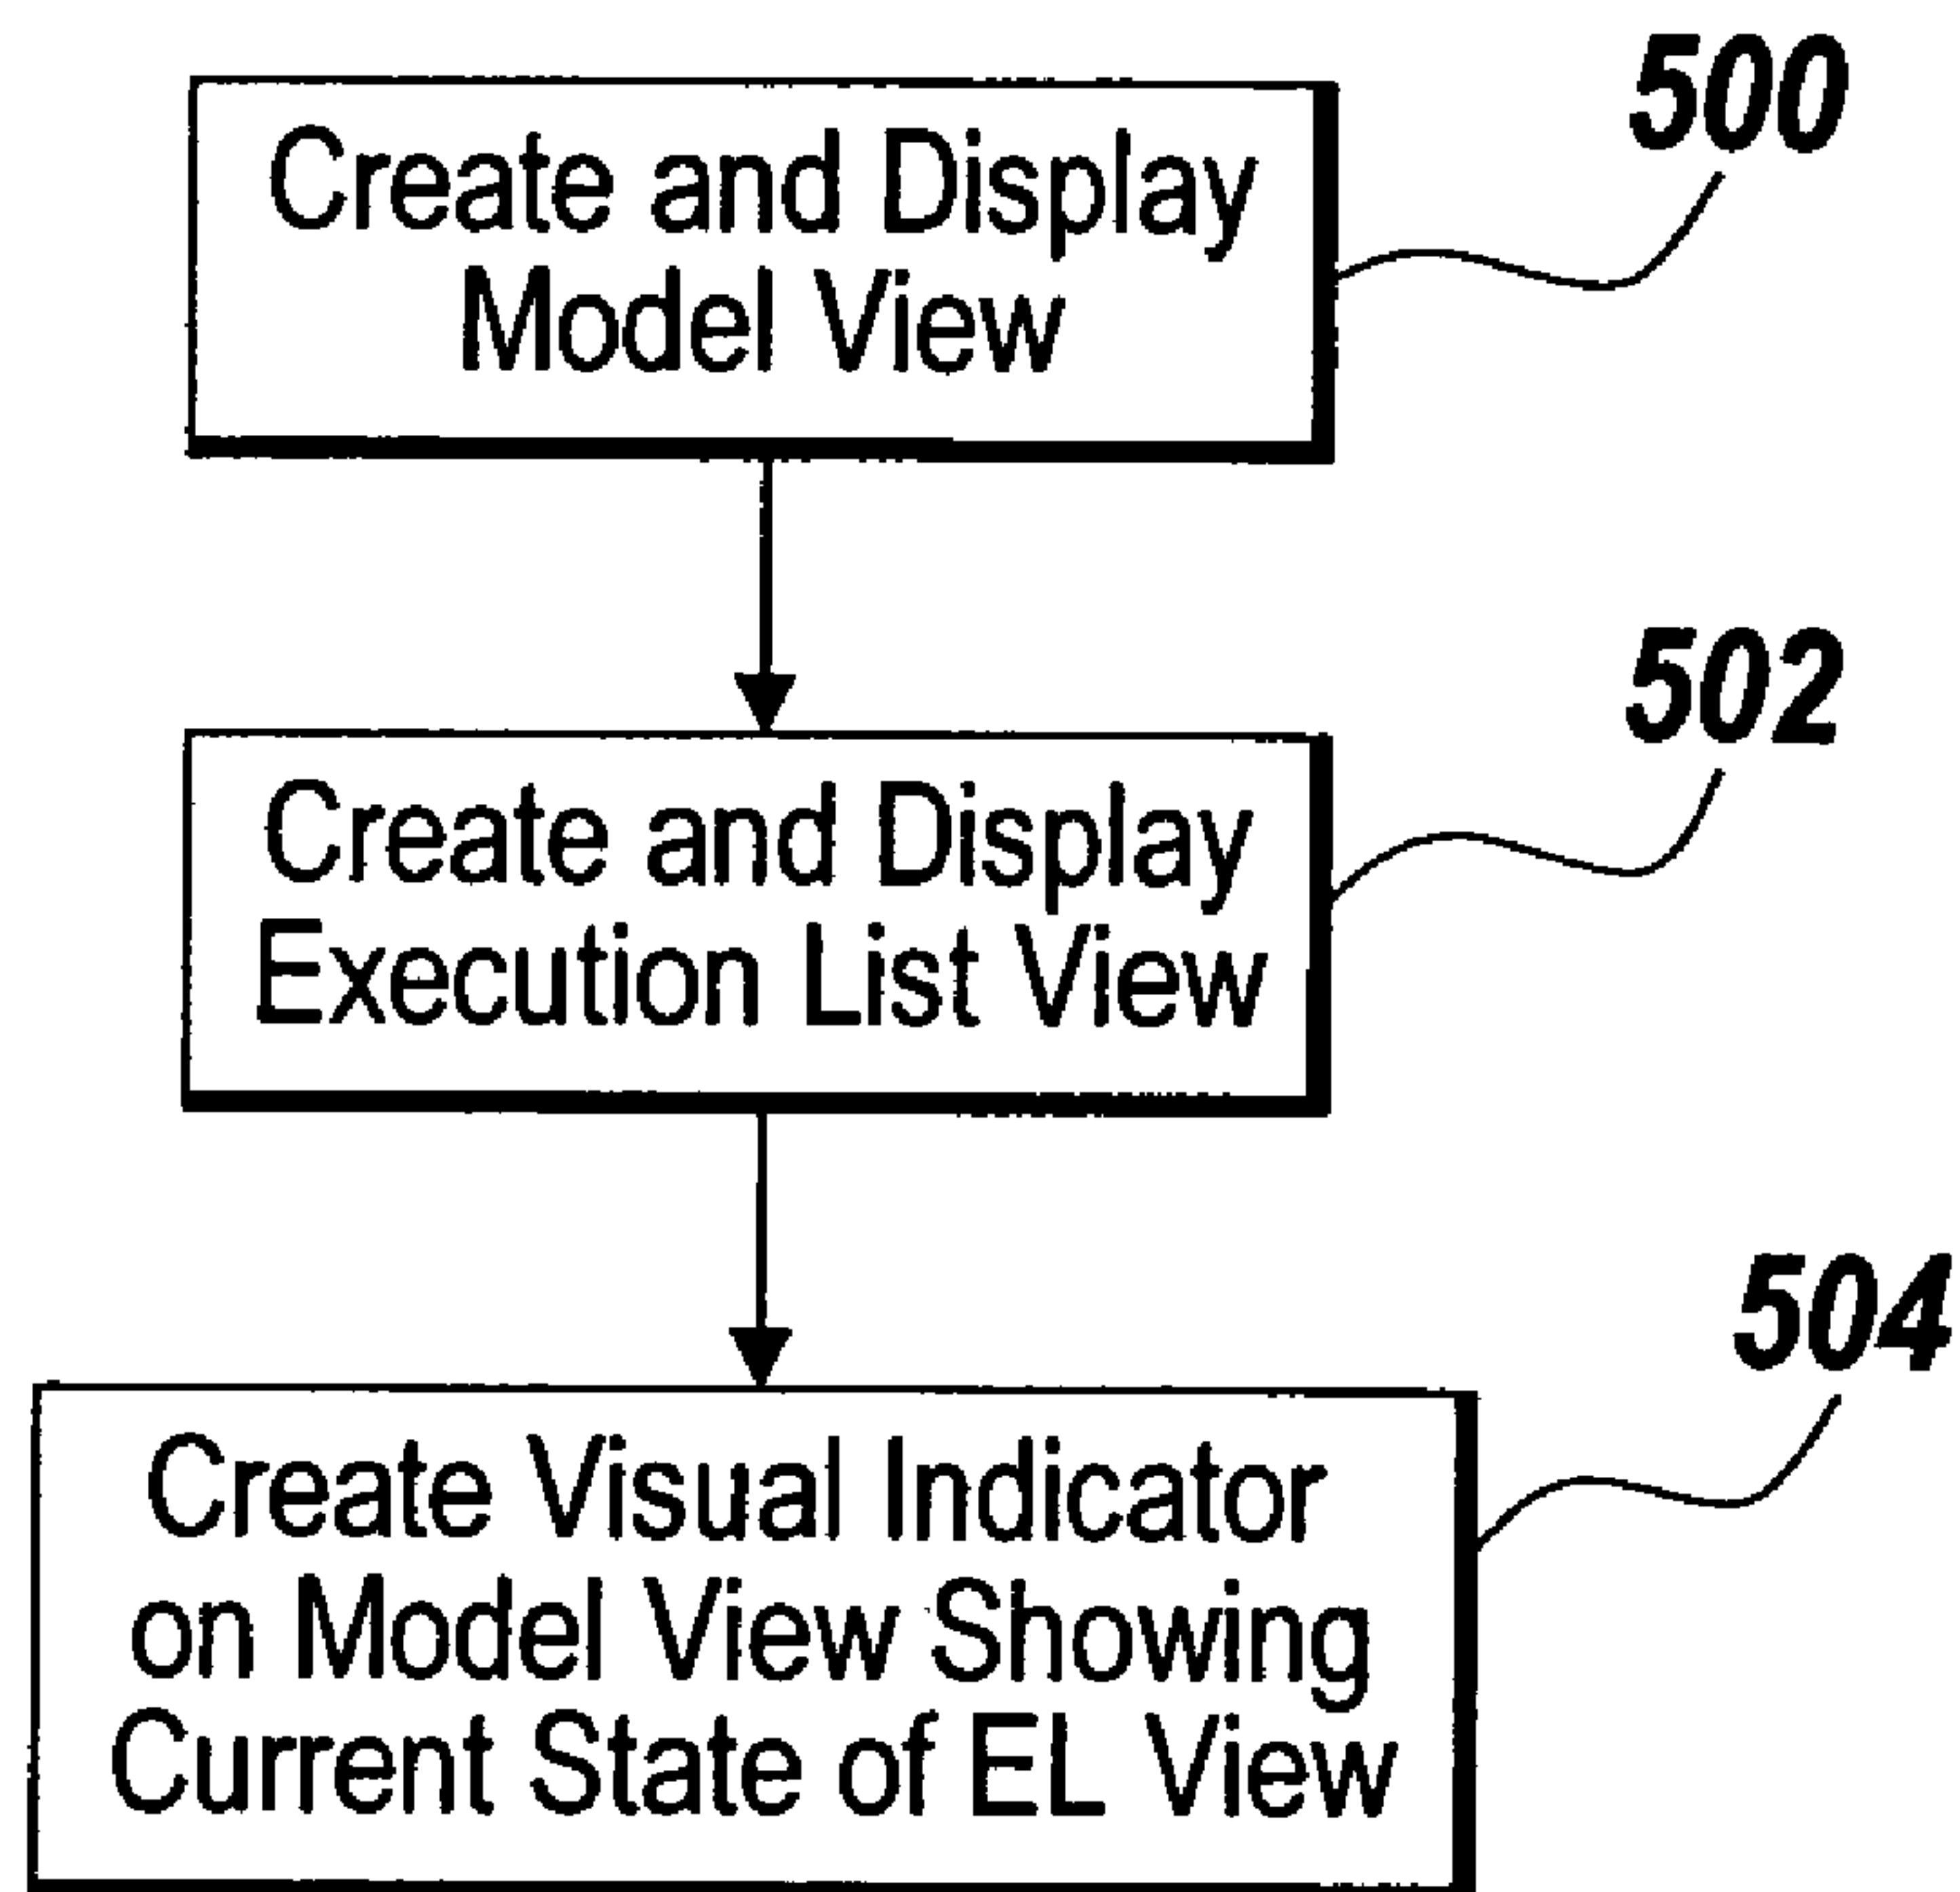 500
Create and Display
Model View
502
Create and Display
Execution List View
504
Create Visual Indicator
on Model View Showing
Current State of EL View